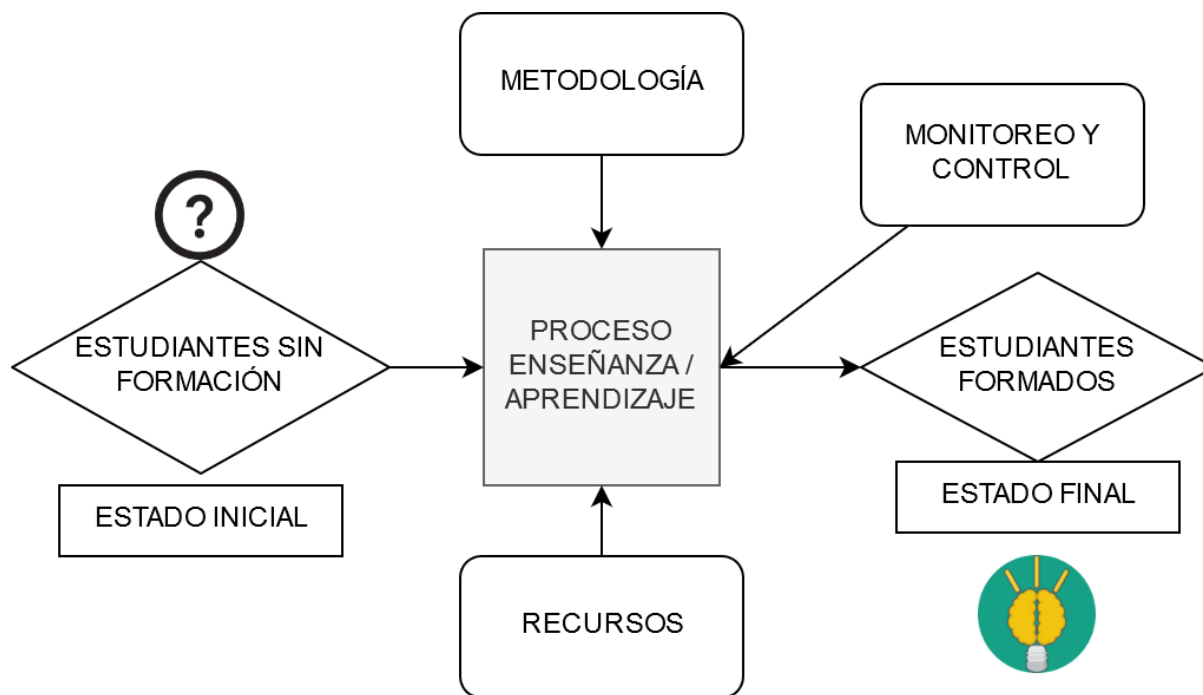 METODOLOGÍA
MONITOREO Y
CONTROL
?
ESTUDIANTES SIN
FORMACIÓN
PROCESO
ENSEÑANZA /
APRENDIZAJE
ESTUDIANTES
FORMADOS
ESTADO INICIAL
ESTADO FINAL
RECURSOS